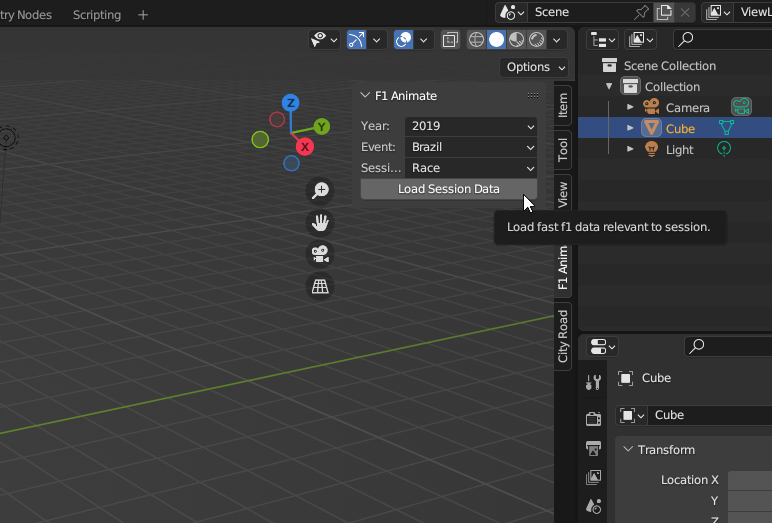 try Nodes
Scripting
+
Scene
ViewL
Options
Scene Collection
Collection
Camera
Cube
Light
Z
Y
X
F1 Animate
Year: 2019
Event: Brazil
Sessi... Race
Load Session Data
Load fast f1 data relevant to session.
Item
Tool
View
F1 Anim
City Road
Cube
Cube
Transform
Location X
Y
Z